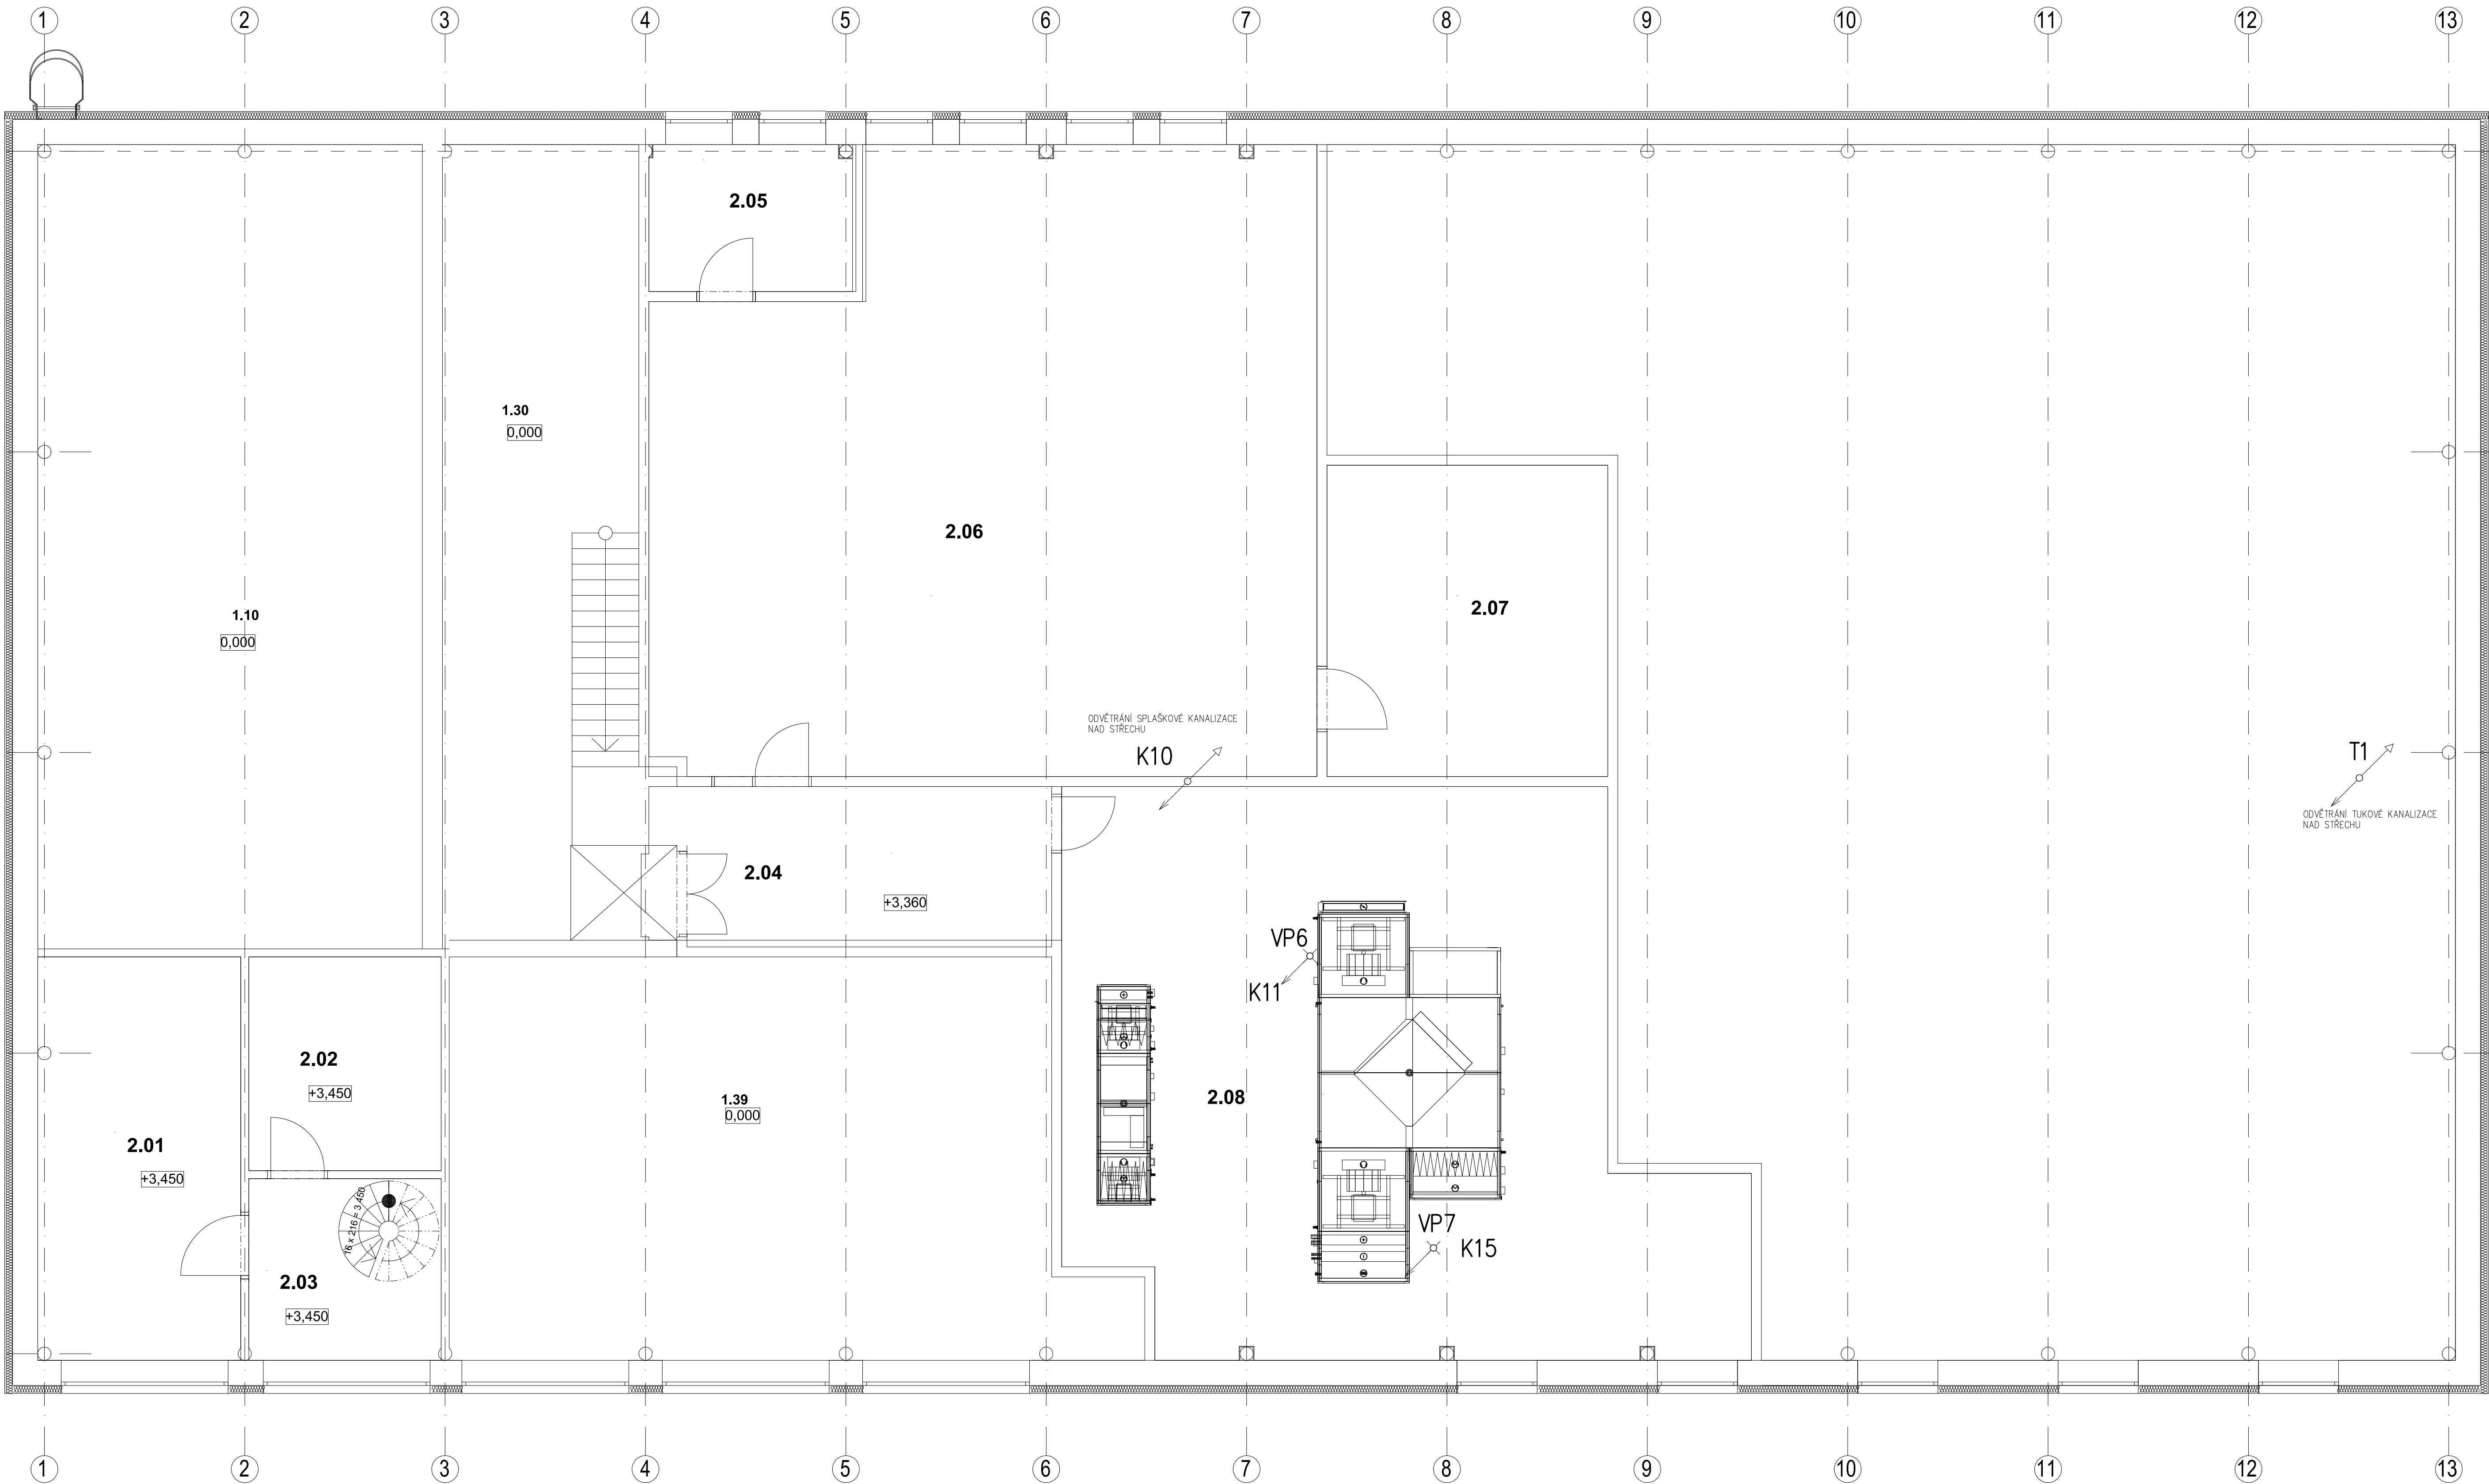 1 2 3 4 5 6 7 8 9 10 11 12 13
2.05
1.30
0,000
2.06
2.07
1.10
0,000
ODVĚTRÁNÍ SPLAŠKOVÉ KANALIZACE
NAD STŘECHU
K10
T1
ODVĚTRÁNÍ TUKOVÉ KANALIZACE
NAD STŘECHU
2.04
+3,360
VP6
K11
2.02
+3,450
1.39
0,000
2.08
2.01
+3,450
16 x 216 = 3,450
VP7
K15
2.03
+3,450
1 2 3 4 5 6 7 8 9 10 11 12 13